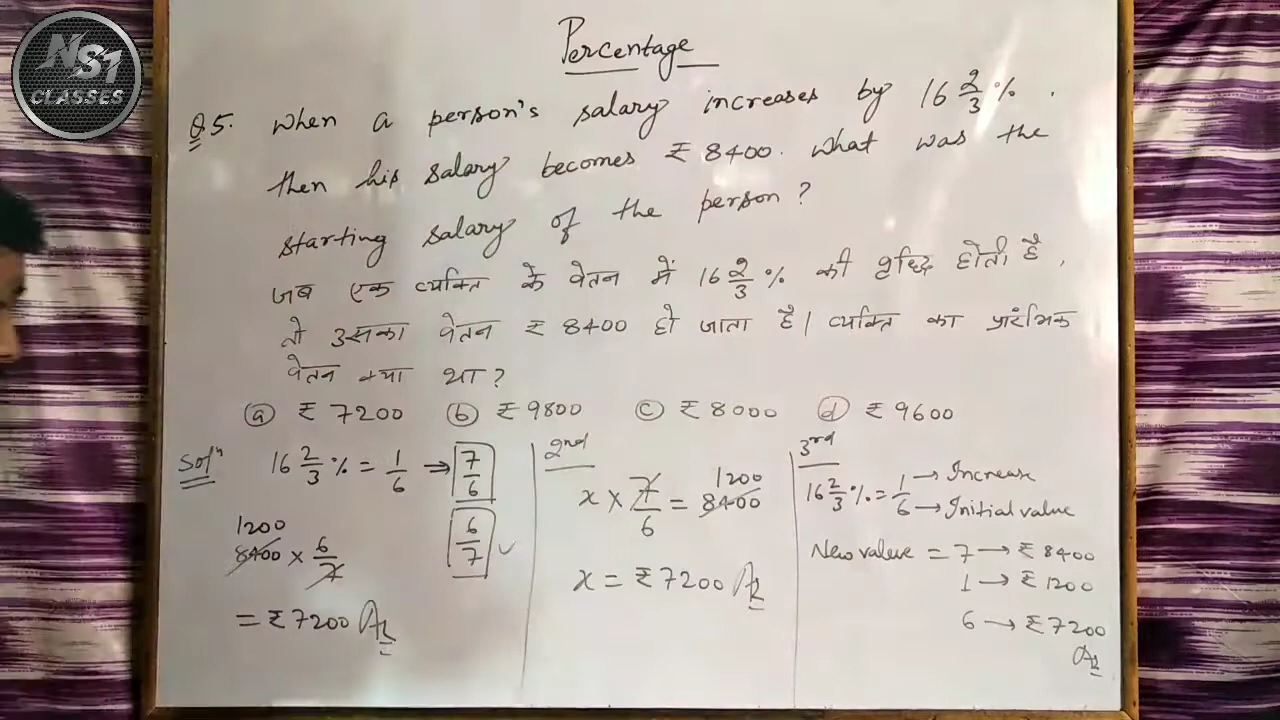 NS1
CLASSES
Percentage
Q5. When a person's salary increases by 16 2/3 % .
then his salary becomes ₹ 8400. What was the
starting salary of the person ?
जब एक व्यक्ति के वेतन में 16 2/3 % की वृद्धि होती है ,
तो उसका वेतन ₹ 8400 हो जाता है | व्यक्ति का प्रारंभिक
वेतन क्या था ?
(a) ₹ 7200 (b) ₹ 9800 (c) ₹ 8000 (d) ₹ 9600
Solⁿ 16 2/3 % = 1/6 ⇒ 7/6
6/7 ✓
1200
8400 × 6/7
= ₹ 7200 Ans
2nd
x × 7/6 = 8400 1200
x = ₹ 7200 Ans
3rd
16 2/3 % = 1/6 → Increase
→ Initial value
New value = 7 → ₹ 8400
1 → ₹ 1200
6 → ₹ 7200
Ans